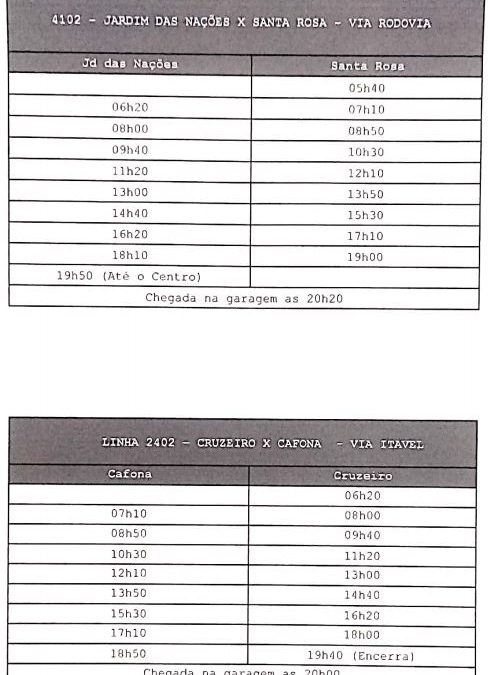 4102 - JARDIM DAS NAÇÕES X SANTA ROSA - VIA RODOVIA
Jd das Nações Santa Rosa
05h40
06h20 07h10
08h00 08h50
09h40 10h30
11h20 12h10
13h00 13h50
14h40 15h30
16h20 17h10
18h10 19h00
19h50 (Até o Centro)
Chegada na garagem as 20h20
LINHA 2402 - CRUZEIRO X CAFONA - VIA ITAVEL
Cafona Cruzeiro
06h20
07h10 08h00
08h50 09h40
10h30 11h20
12h10 13h00
13h50 14h40
15h30 16h20
17h10 18h00
18h50 19h40 (Encerra)
Chegada na garagem as 20h00